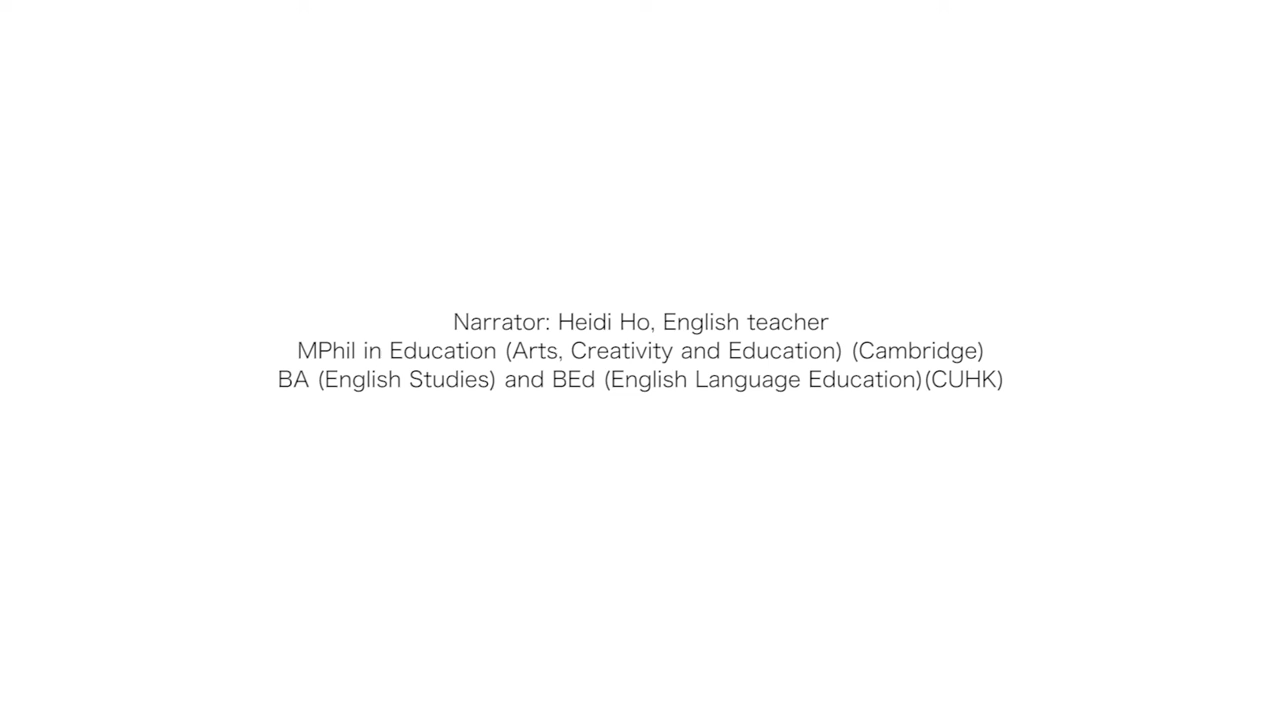 Narrator: Heidi Ho, English teacher
MPhil in Education (Arts, Creativity and Education) (Cambridge)
BA (English Studies) and BEd (English Language Education)(CUHK)